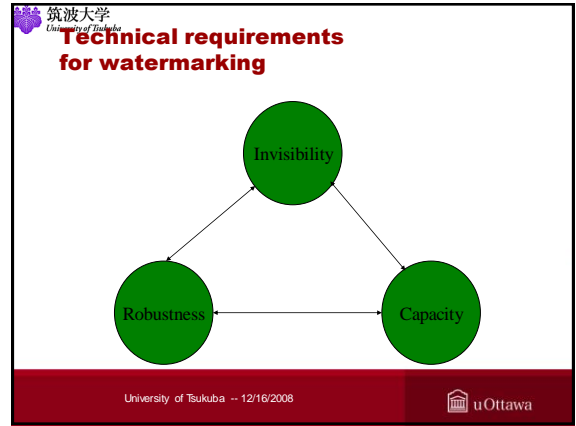 筑波大学
University of Tsukuba
Technical requirements
for watermarking
Invisibility
Robustness
Capacity
University of Tsukuba -- 12/16/2008
uOttawa